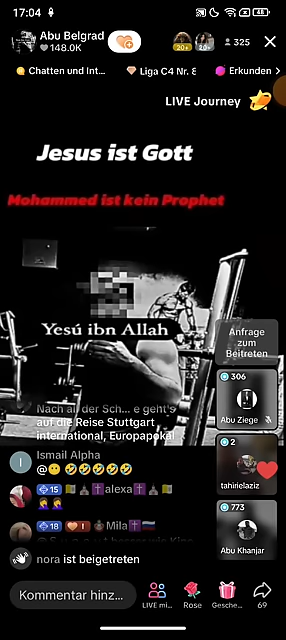 17:04
48
Abu Belgrad
148.0K
20+
20+
325
Chatten und Int...
Liga C4 Nr. 8
Erkunden
LIVE Journey
Jesus ist Gott
Mohammed ist kein Prophet
Yesú ibn Allah
Anfrage zum Beitreten
306
Abu Ziege
2
tahirielaziz
773
Abu Khanjar
Nach all der Sch... e geht's
auf die Reise Stuttgart
international, Europapokal
Ismail Alpha
@
15 alexa
18 1 Mila
nora ist beigetreten
Kommentar hinz...
LIVE mi...
Rose
Gesche...
69